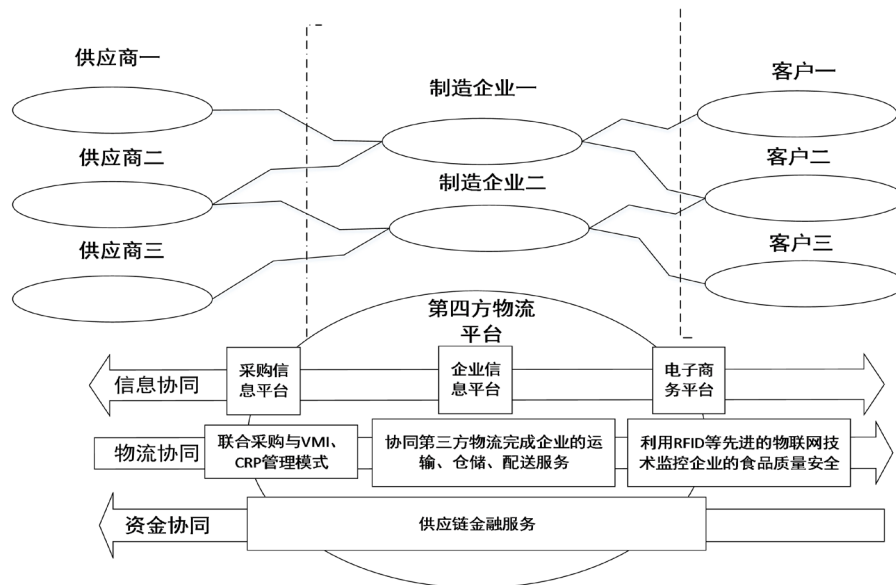 供应商一
制造企业一
客户一
供应商二
制造企业二
客户二
供应商三
客户三
第四方物流
平台
信息协同
采购信
息平台
企业信
息平台
电子商
务平台
物流协同
联合采购与VMI、
CRP管理模式
协同第三方物流完成企业的运
输、仓储、配送服务
利用RFID等先进的物联网技
术监控企业的食品质量安全
资金协同
供应链金融服务